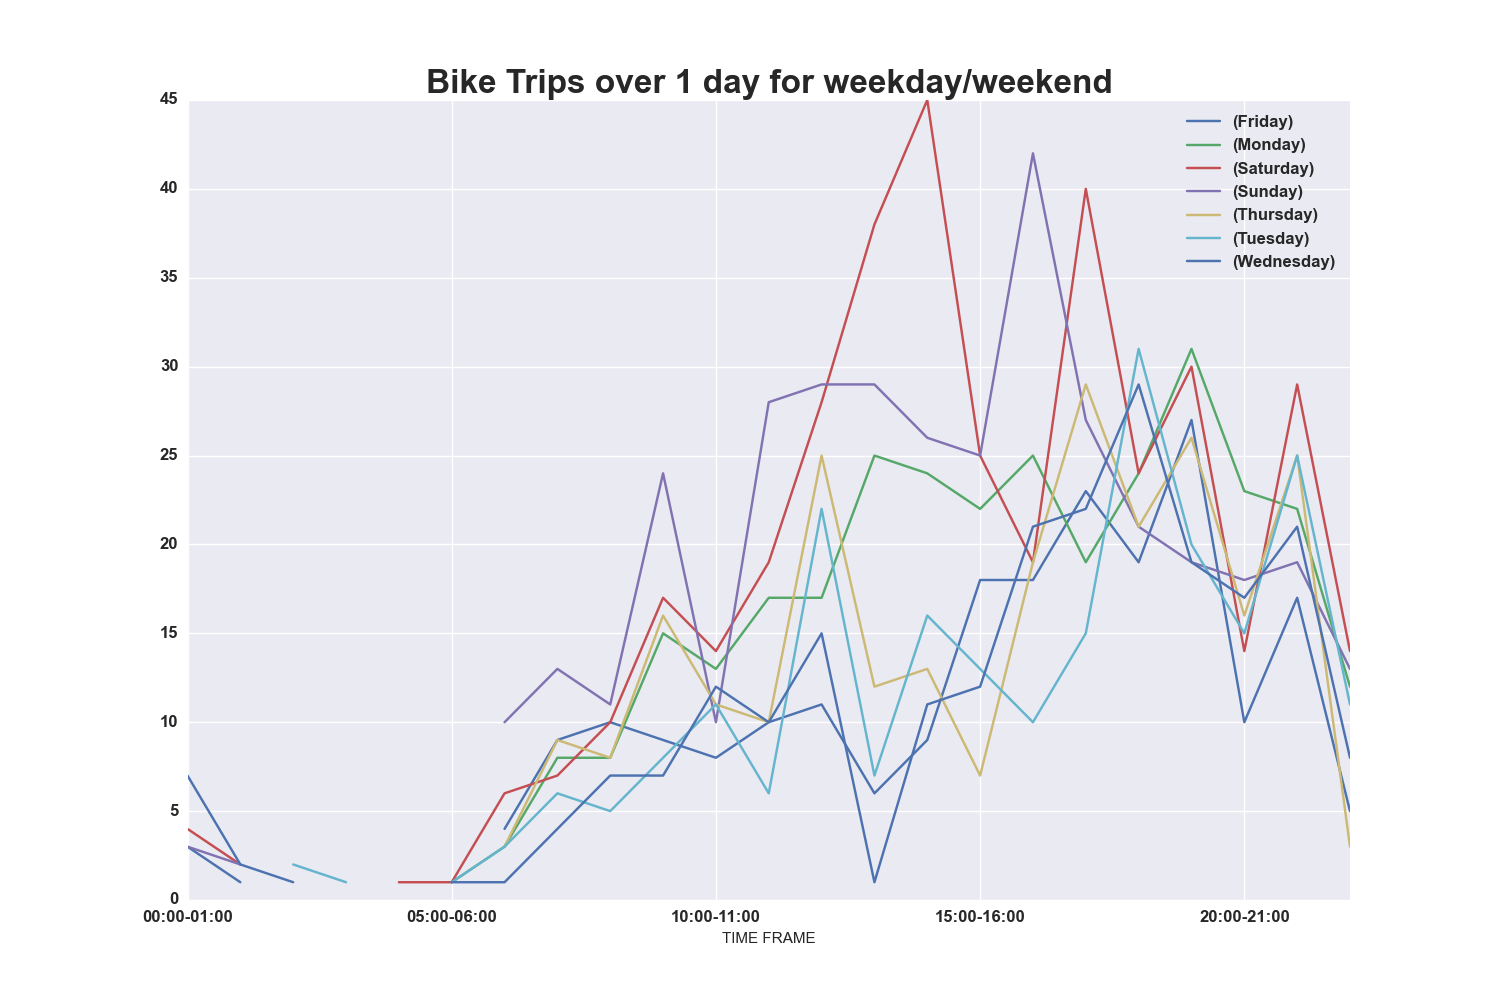 Bike Trips over 1 day for weekday/weekend
45
40
35
30
25
20
15
10
5
0
(Friday)
(Monday)
(Saturday)
(Sunday)
(Thursday)
(Tuesday)
(Wednesday)
00:00-01:00 05:00-06:00 10:00-11:00 15:00-16:00 20:00-21:00
TIME FRAME